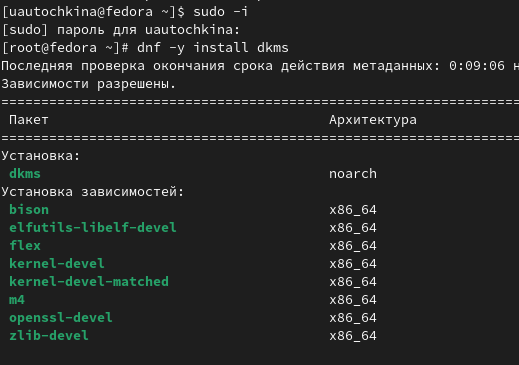 [uautochkina@fedora ~]$ sudo -i
[sudo] пароль для uautochkina:
[root@fedora ~]# dnf -y install dkms
Последняя проверка окончания срока действия метаданных: 0:09:06 н
Зависимости разрешены.
================================================================
Пакет Архитектура
================================================================
Установка:
dkms noarch
Установка зависимостей:
bison x86_64
elfutils-libelf-devel x86_64
flex x86_64
kernel-devel x86_64
kernel-devel-matched x86_64
m4 x86_64
openssl-devel x86_64
zlib-devel x86_64